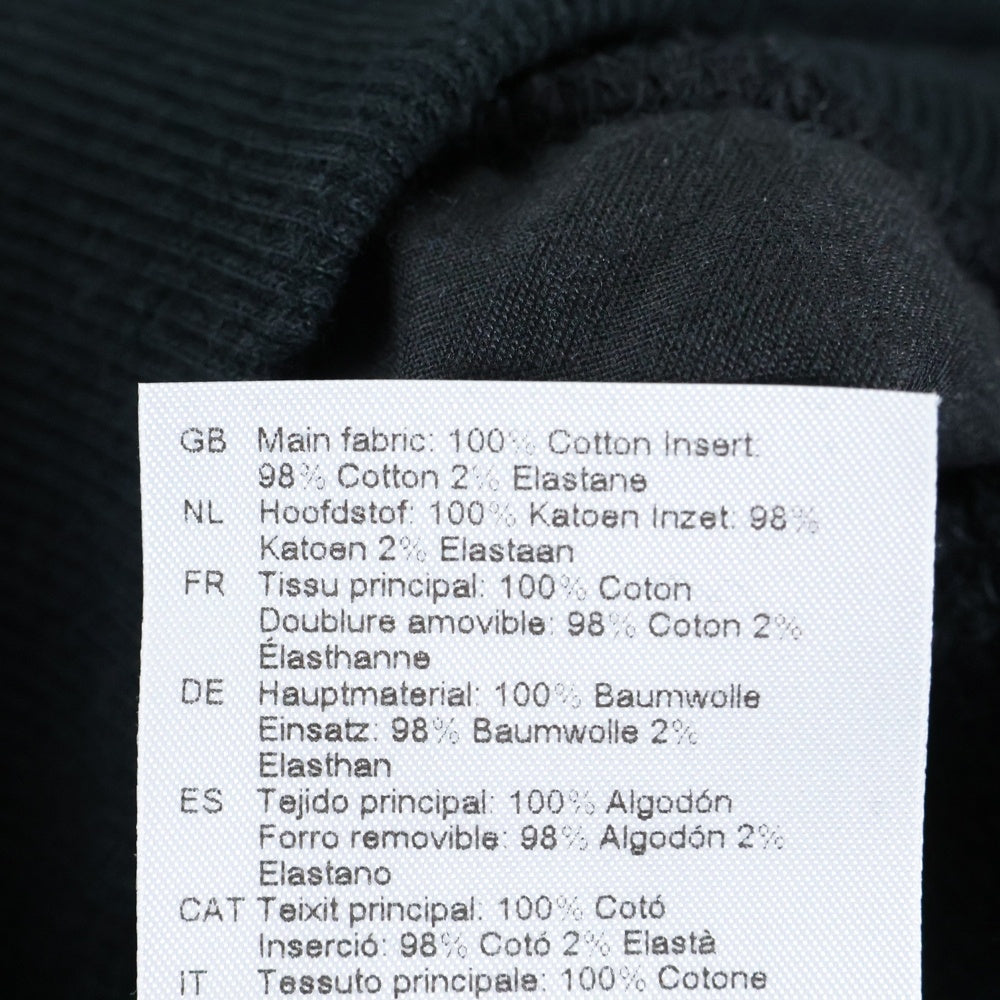 GB Main fabric: 100% Cotton Insert:
98% Cotton 2% Elastane
NL Hoofdstof: 100% Katoen Inzet: 98%
Katoen 2% Elastaan
FR Tissu principal: 100% Coton
Doublure amovible: 98% Coton 2%
Élasthanne
DE Hauptmaterial: 100% Baumwolle
Einsatz: 98% Baumwolle 2%
Elasthan
ES Tejido principal: 100% Algodón
Forro removible: 98% Algodón 2%
Elastano
CAT Teixit principal: 100% Cotó
Inserció: 98% Cotó 2% Elastà
IT Tessuto principale: 100% Cotone